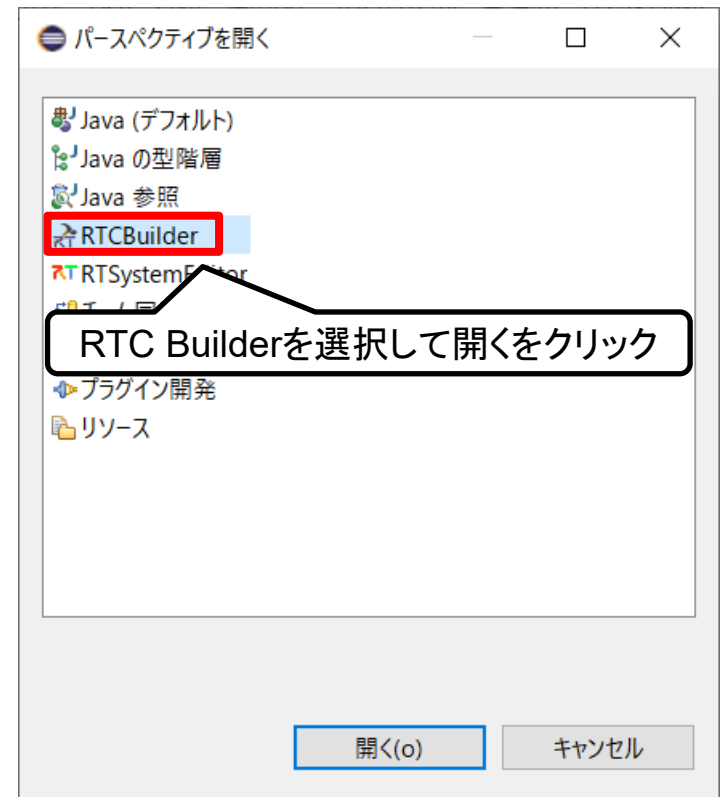 パースペクティブを開く
Java (デフォルト)
Java の型階層
Java 参照
RTCBuilder
RTSystemEditor
RTC Builderを選択して開くをクリック
プラグイン開発
リソース
開く(o)
キャンセル